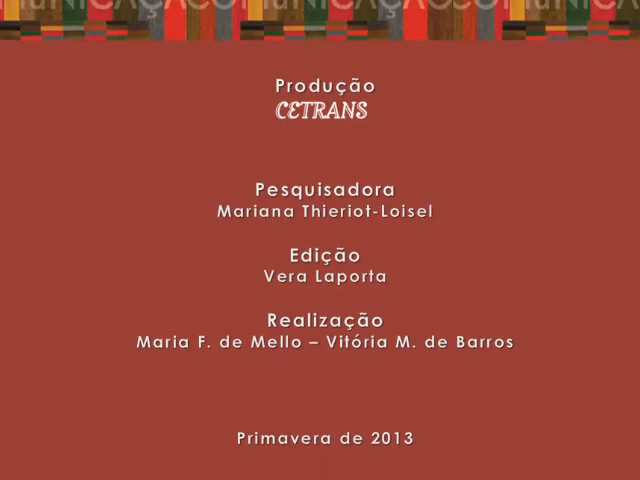 UNICAÇÃOCOMUNICAÇ
Produção
CETRANS
Pesquisadora
Mariana Thieriot-Loisel
Edição
Vera Laporta
Realização
Maria F. de Mello – Vitória M. de Barros
Primavera de 2013